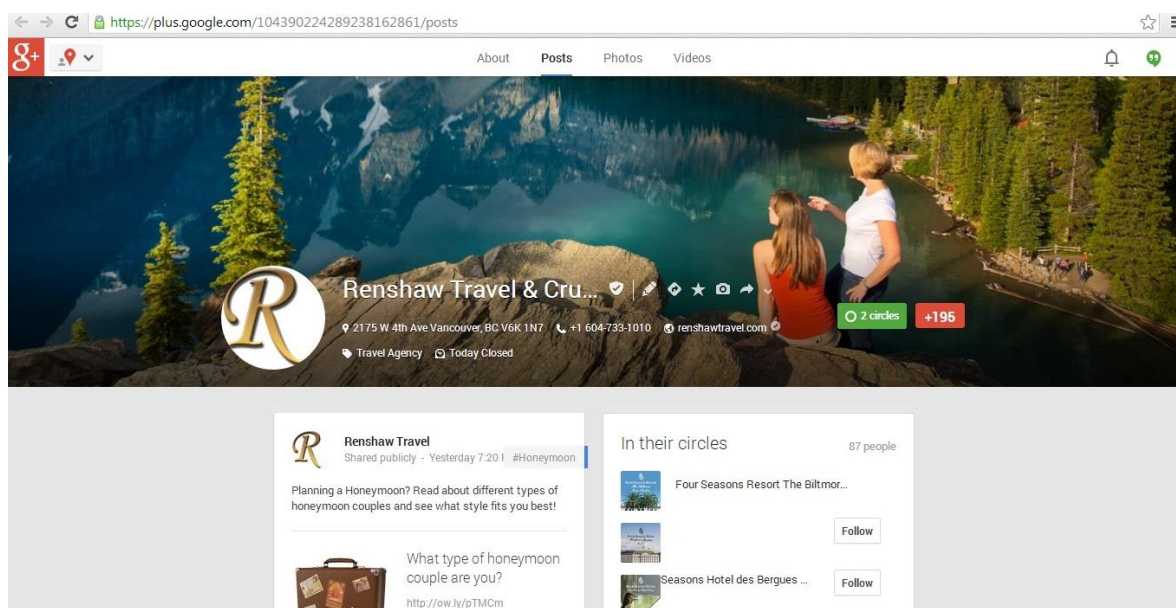 https://plus.google.com/104390224289238162861/posts
g+
About Posts Photos Videos
R
Renshaw Travel & Cru...
2175 W 4th Ave Vancouver, BC V6K 1N7 +1 604-733-1010 renshawtravel.com
Travel Agency Today Closed
2 circles +195
R
Renshaw Travel
Shared publicly - Yesterday 7:20 #Honeymoon
Planning a Honeymoon? Read about different types of
honeymoon couples and see what style fits you best!
What type of honeymoon
couple are you?
http://ow.ly/pTMCm
In their circles 87 people
Four Seasons Resort The Biltmor...
Follow
Seasons Hotel des Bergues ...
Follow